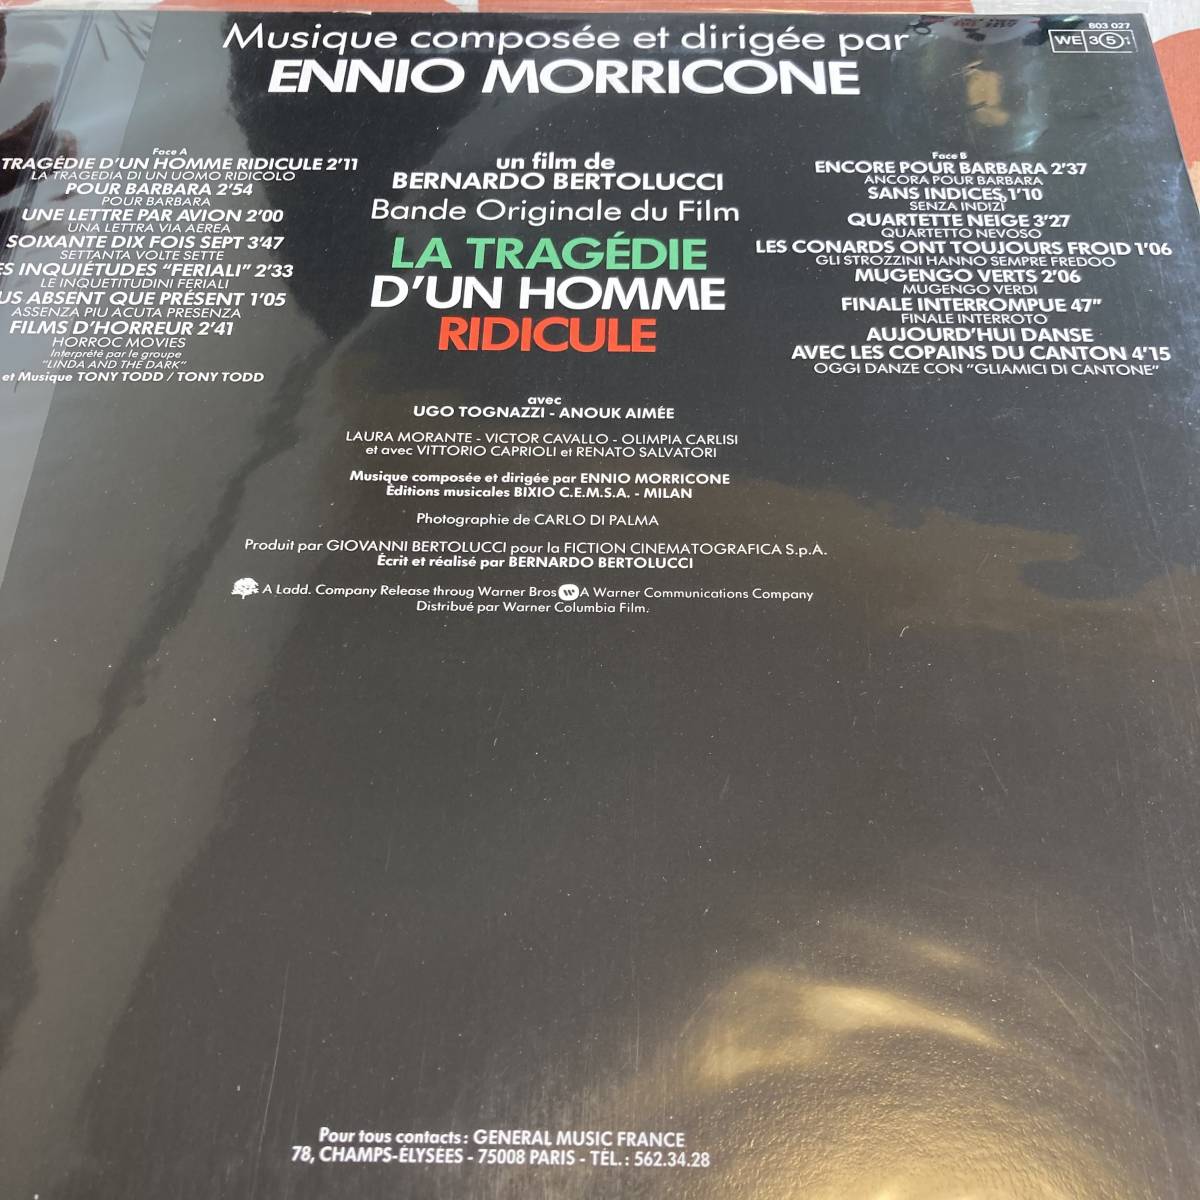 Musique composée et dirigée par
ENNIO MORRICONE
803 027
WE 3 5
Face A
TRAGÉDIE D'UN HOMME RIDICULE 2'11
LA TRAGEDIA DI UN UOMO RIDICOLO
POUR BARBARA 2'54
POUR BARBARA
UNE LETTRE PAR AVION 2'00
UNA LETTRA VIA AEREA
SOIXANTE DIX FOIS SEPT 3'47
SETTANTA VOLTE SETTE
ES INQUIÉTUDES "FERIALI" 2'33
LE INQUETITUDINI FERIALI
US ABSENT QUE PRÉSENT 1'05
ASSENZA PIU ACUTA PRESENZA
FILMS D'HORREUR 2'41
HORROC MOVIES
Interprété par le groupe
"LINDA AND THE DARK"
et Musique TONY TODD / TONY TODD
un film de
BERNARDO BERTOLUCCI
Bande Originale du Film
LA TRAGÉDIE
D'UN HOMME
RIDICULE
Face B
ENCORE POUR BARBARA 2'37
ANCORA POUR BARBARA
SANS INDICES 1'10
SENZA INDIZI
QUARTETTE NEIGE 3'27
QUARTETTO NEVOSO
LES CONARDS ONT TOUJOURS FROID 1'06
GLI STROZZINI HANNO SEMPRE FREDOO
MUGENGO VERTS 2'06
MUGENGO VERDI
FINALE INTERROMPUE 47"
FINALE INTERROTO
AUJOURD'HUI DANSE
AVEC LES COPAINS DU CANTON 4'15
OGGI DANZE CON "GLIAMICI DI CANTONE"
avec
UGO TOGNAZZI - ANOUK AIMÉE
LAURA MORANTE - VICTOR CAVALLO - OLIMPIA CARLISI
et avec VITTORIO CAPRIOLI et RENATO SALVATORI
Musique composée et dirigée par ENNIO MORRICONE
Èditions musicales BIXIO C.E.M.S.A. - MILAN
Photographie de CARLO DI PALMA
Produit par GIOVANNI BERTOLUCCI pour la FICTION CINEMATOGRAFICA S.p.A.
Écrit et réalisé par BERNARDO BERTOLUCCI
A Ladd. Company Release throug Warner Bros A Warner Communications Company
Distribué par Warner Columbia Film.
Pour tous contacts : GENERAL MUSIC FRANCE
78, CHAMPS-ÉLYSÉES - 75008 PARIS - TÉL. : 562.34.28